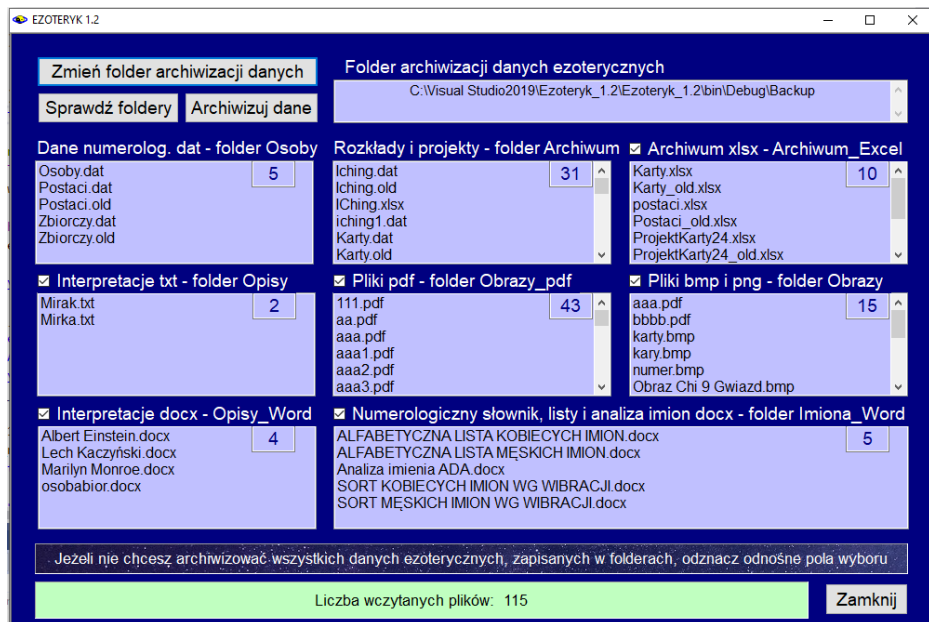 EZOTERYK 1.2
Zmień folder archiwizacji danych
Folder archiwizacji danych ezoterycznych
C:\Visual Studio2019\Ezoteryk_1.2\Ezoteryk_1.2\bin\Debug\Backup
Sprawdź foldery
Archiwizuj dane
Dane numerolog. dat - folder Osoby
5
Osoby.dat
Postaci.dat
Postaci.old
Zbiorczy.dat
Zbiorczy.old
Rozkłady i projekty - folder Archiwum
31
Iching.dat
Iching.old
IChing.xlsx
iching1.dat
Karty.dat
Karty.old
Archiwum xlsx - Archiwum_Excel
10
Karty.xlsx
Karty_old.xlsx
postaci.xlsx
Postaci_old.xlsx
ProjektKarty24.xlsx
ProjektKarty24_old.xlsx
Interpretacje txt - folder Opisy
2
Mirak.txt
Mirka.txt
Pliki pdf - folder Obrazy_pdf
43
111.pdf
aa.pdf
aaa.pdf
aaa1.pdf
aaa2.pdf
aaa3.pdf
Pliki bmp i png - folder Obrazy
15
aaa.pdf
bbbb.pdf
karty.bmp
kary.bmp
numer.bmp
Obraz Chi 9 Gwiazd.bmp
Interpretacje docx - Opisy_Word
4
Albert Einstein.docx
Lech Kaczyński.docx
Marilyn Monroe.docx
osobabior.docx
Numerologiczny słownik, listy i analiza imion docx - folder Imiona_Word
5
ALFABETYCZNA LISTA KOBIECYCH IMION.docx
ALFABETYCZNA LISTA MĘSKICH IMION.docx
Analiza imienia ADA.docx
SORT KOBIECYCH IMION WG WIBRACJI.docx
SORT MĘSKICH IMION WG WIBRACJI.docx
Jeżeli nie chcesz archiwizować wszystkich danych ezoterycznych, zapisanych w folderach, odznacz odnośne pola wyboru
Liczba wczytanych plików: 115
Zamknij